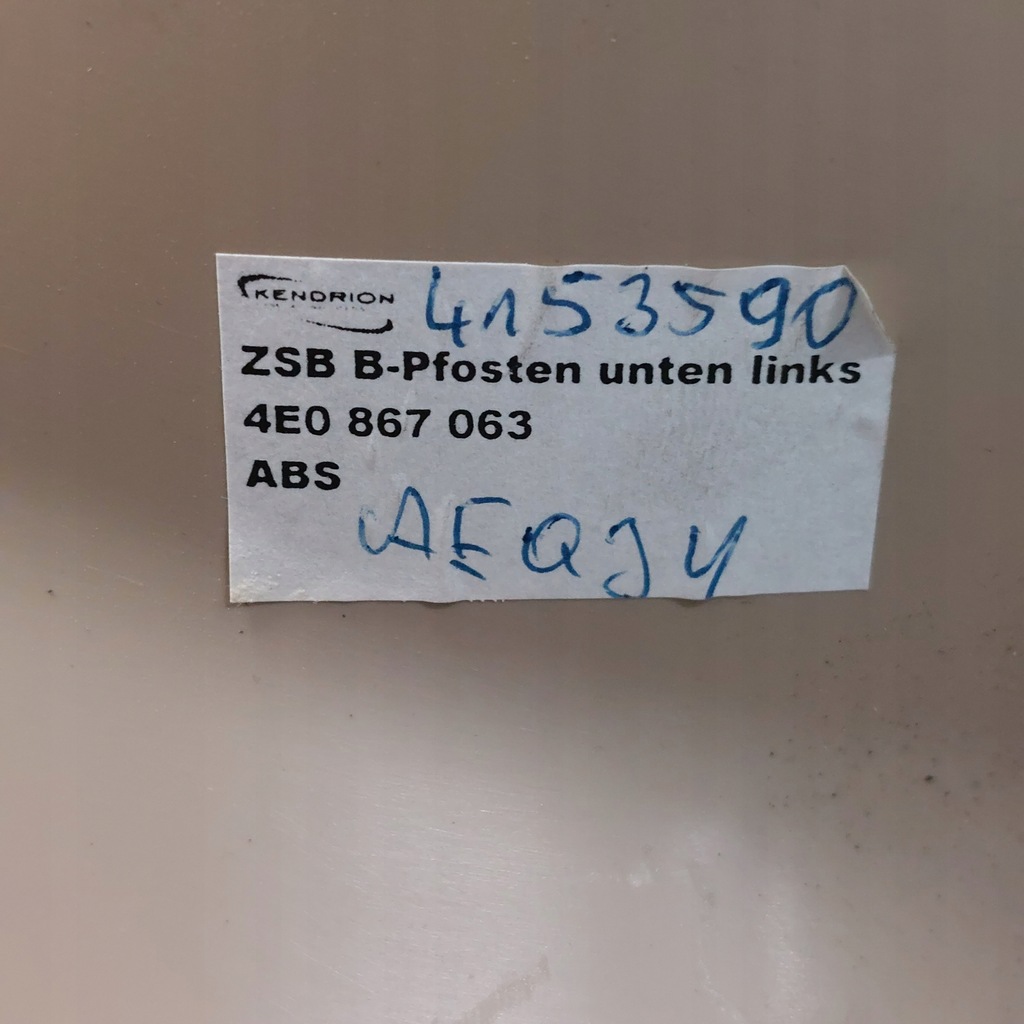 KENDRION 4153590
ZSB B-Pfosten unten links
4E0 867 063
ABS
AEQJY